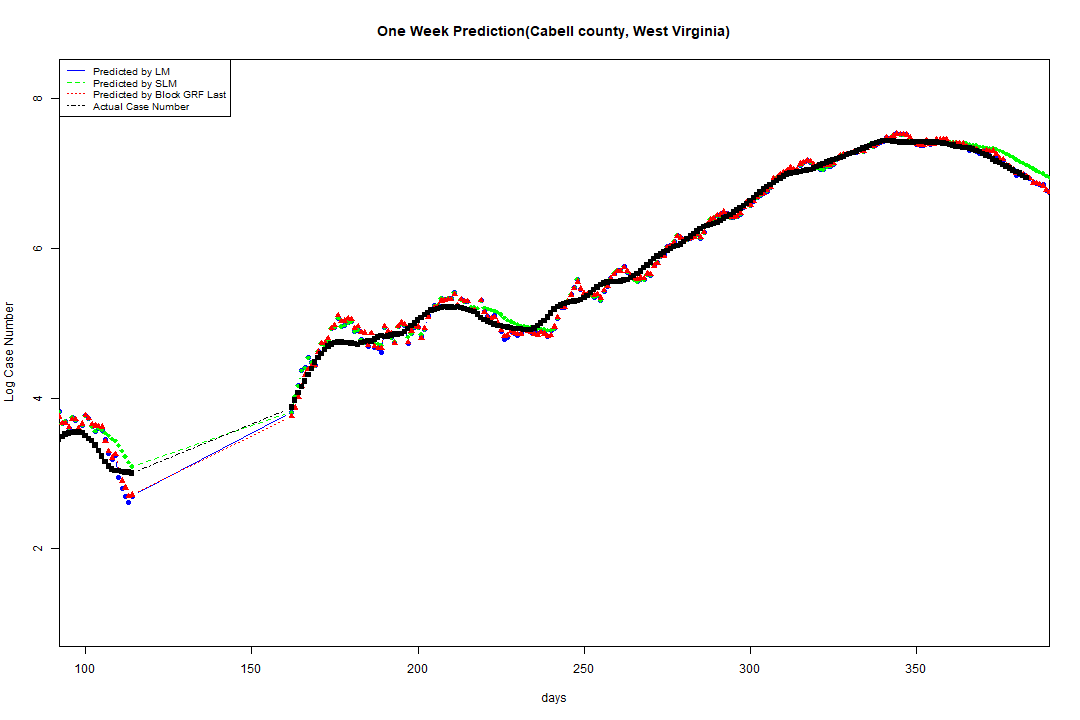 One Week Prediction(Cabell county, West Virginia)
Predicted by LM
Predicted by SLM
Predicted by Block GRF Last
Actual Case Number
8
6
4
2
Log Case Number
100 150 200 250 300 350
days